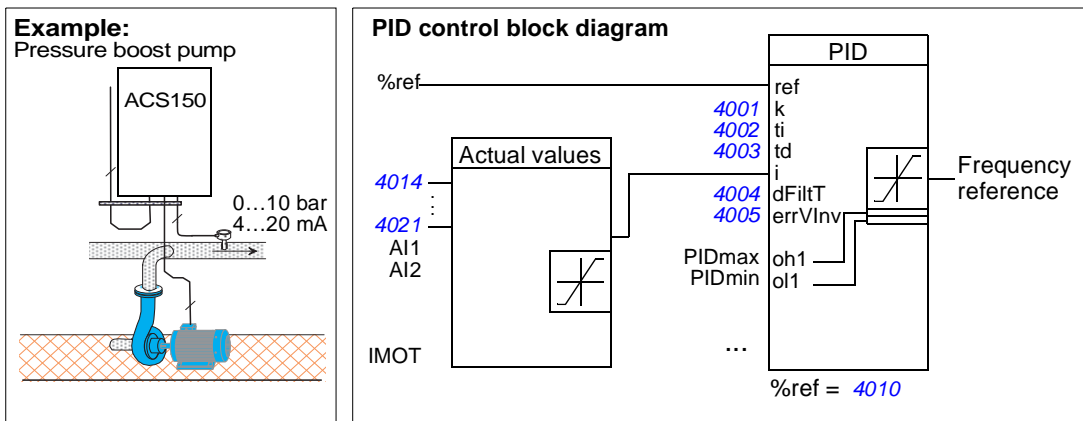 Example:
Pressure boost pump
ACS150
0…10 bar
4…20 mA
PID control block diagram
%ref
Actual values
4014
⋮
4021
AI1
AI2
IMOT
PID
ref
4001 k
4002 ti
4003 td
i
4004 dFiltT
4005 errVInv
PIDmax oh1
PIDmin ol1
...
%ref = 4010
Frequency
reference